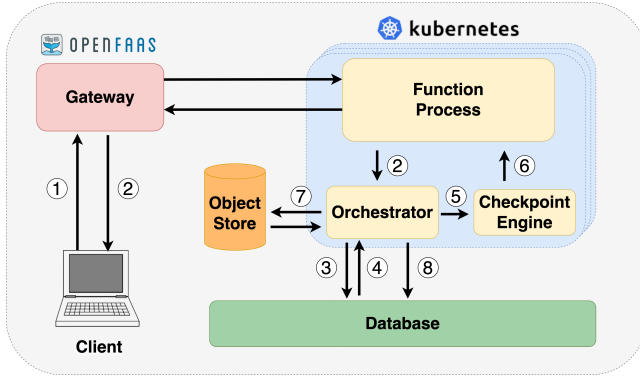 OPENFAAS
kubernetes
Gateway
Function
Process
1
2
2
6
Object
Store
7
Orchestrator
5
Checkpoint
Engine
3
4
8
Database
Client